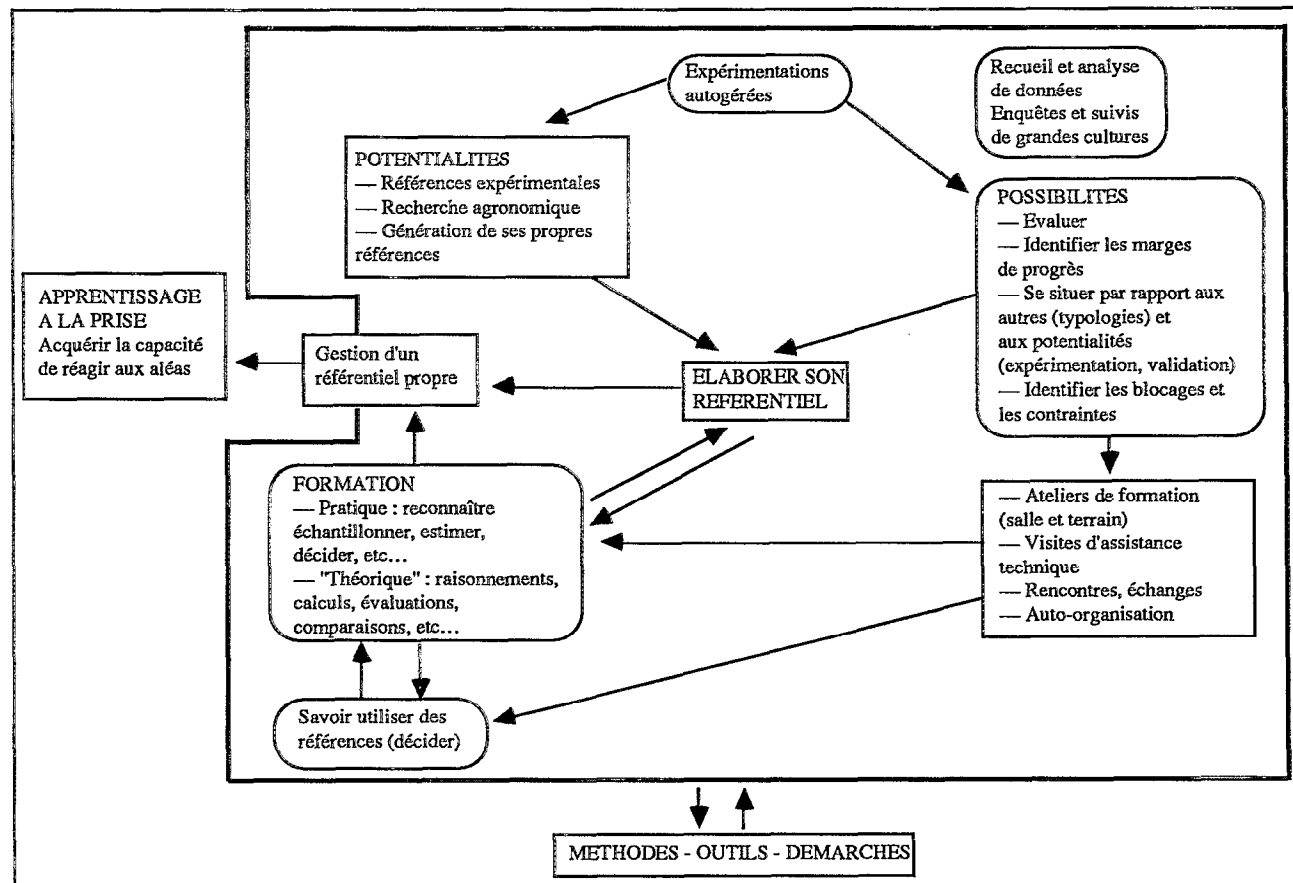 Expérimentations
autogérées
Recueil et analyse
de données
Enquêtes et suivis
de grandes cultures
POTENTIALITES
— Références expérimentales
— Recherche agronomique
— Génération de ses propres
références
POSSIBILITES
— Evaluer
— Identifier les marges
de progrès
— Se situer par rapport aux
autres (typologies) et
aux potentialités
(expérimentation, validation)
— Identifier les blocages et
les contraintes
APPRENTISSAGE
A LA PRISE
Acquérir la capacité
de réagir aux aléas
Gestion d'un
référentiel propre
ELABORER SON
REFERENTIEL
FORMATION
— Pratique : reconnaître
échantillonner, estimer,
décider, etc...
— "Théorique" : raisonnements,
calculs, évaluations,
comparaisons, etc...
— Ateliers de formation
(salle et terrain)
— Visites d'assistance
technique
— Rencontres, échanges
— Auto-organisation
Savoir utiliser des
références (décider)
METHODES - OUTILS - DEMARCHES